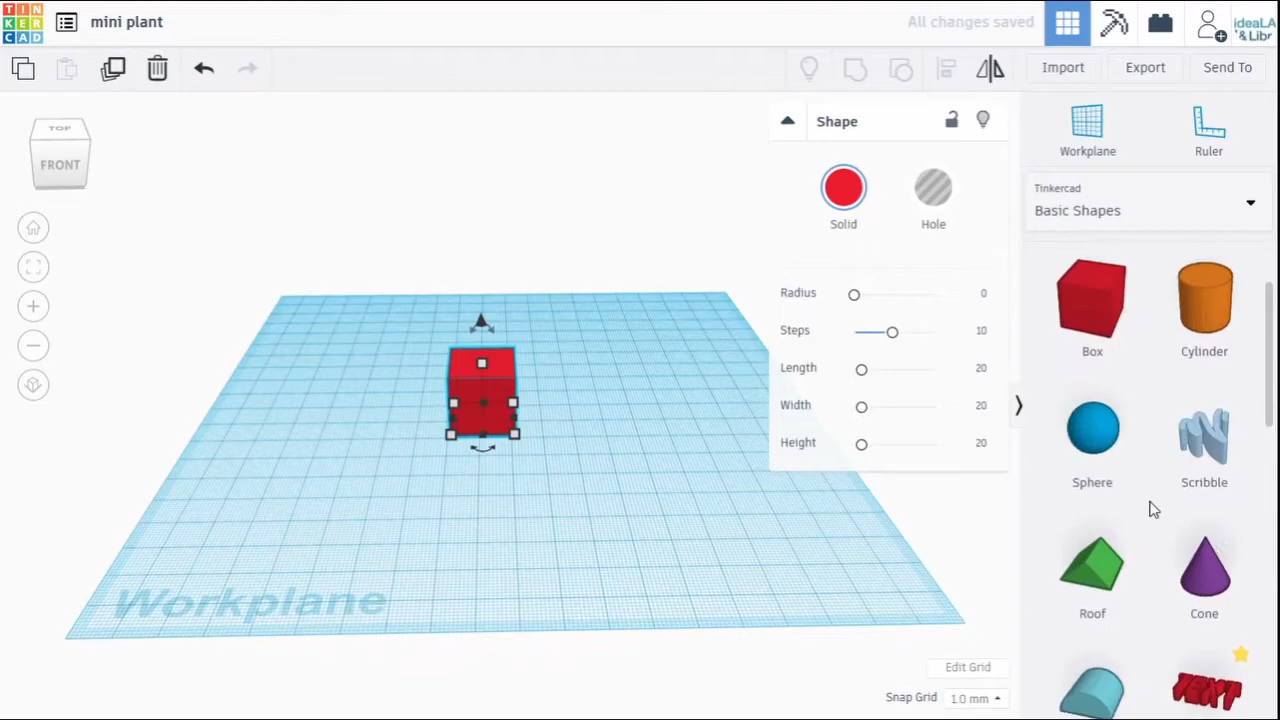 TIN
KER
CAD
mini plant
All changes saved
ideaLA
& Libr
Import
Export
Send To
TOP
FRONT
Shape
Solid
Hole
Radius 0
Steps 10
Length 20
Width 20
Height 20
Workplane
Ruler
Tinkercad
Basic Shapes
Box
Cylinder
Sphere
Scribble
Roof
Cone
TEXT
Workplane
Edit Grid
Snap Grid 1.0 mm